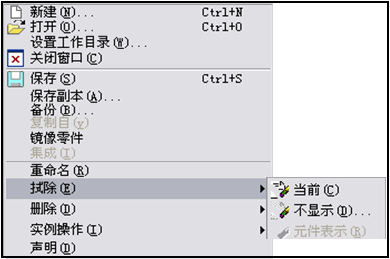 新建(N)... Ctrl+N
打开(O)... Ctrl+O
设置工作目录(W)...
关闭窗口(C)
保存(S) Ctrl+S
保存副本(A)...
备份(B)...
复制自(y)
镜像零件
集成(I)
重命名(R)
拭除(E)
删除(D)
实例操作(I)
声明(D)
当前(C)
不显示(D)...
元件表示(R)